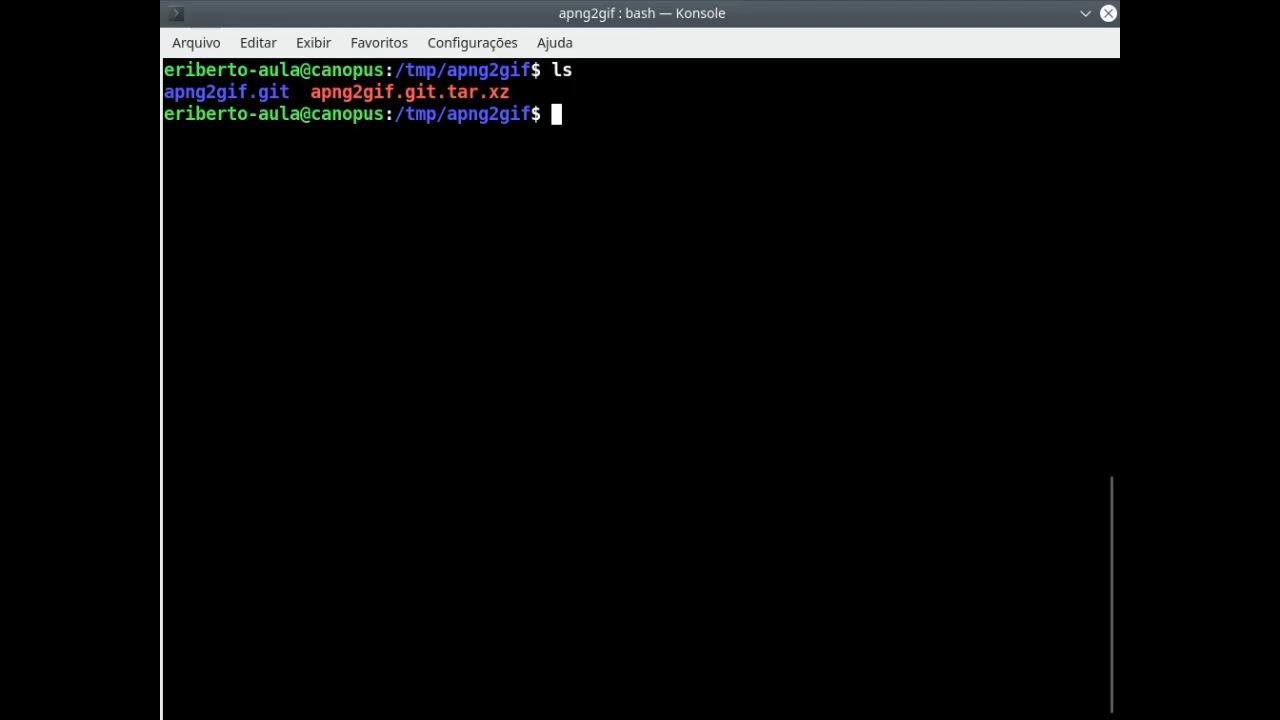 apng2gif : bash — Konsole
Arquivo Editar Exibir Favoritos Configurações Ajuda
eriberto-aula@canopus:/tmp/apng2gif$ ls
apng2gif.git apng2gif.git.tar.xz
eriberto-aula@canopus:/tmp/apng2gif$